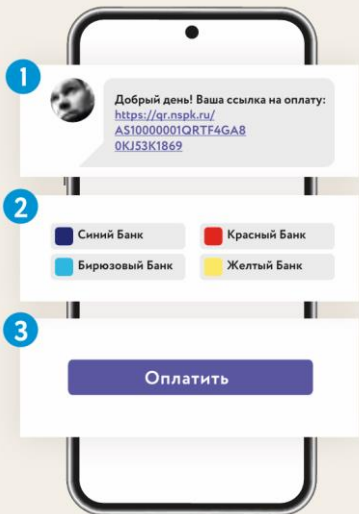 1
Добрый день! Ваша ссылка на оплату:
https://qr.nspk.ru/
AS10000001QRTF4GA8
0KJ53K1869
2
Синий Банк
Красный Банк
Бирюзовый Банк
Желтый Банк
3
Оплатить